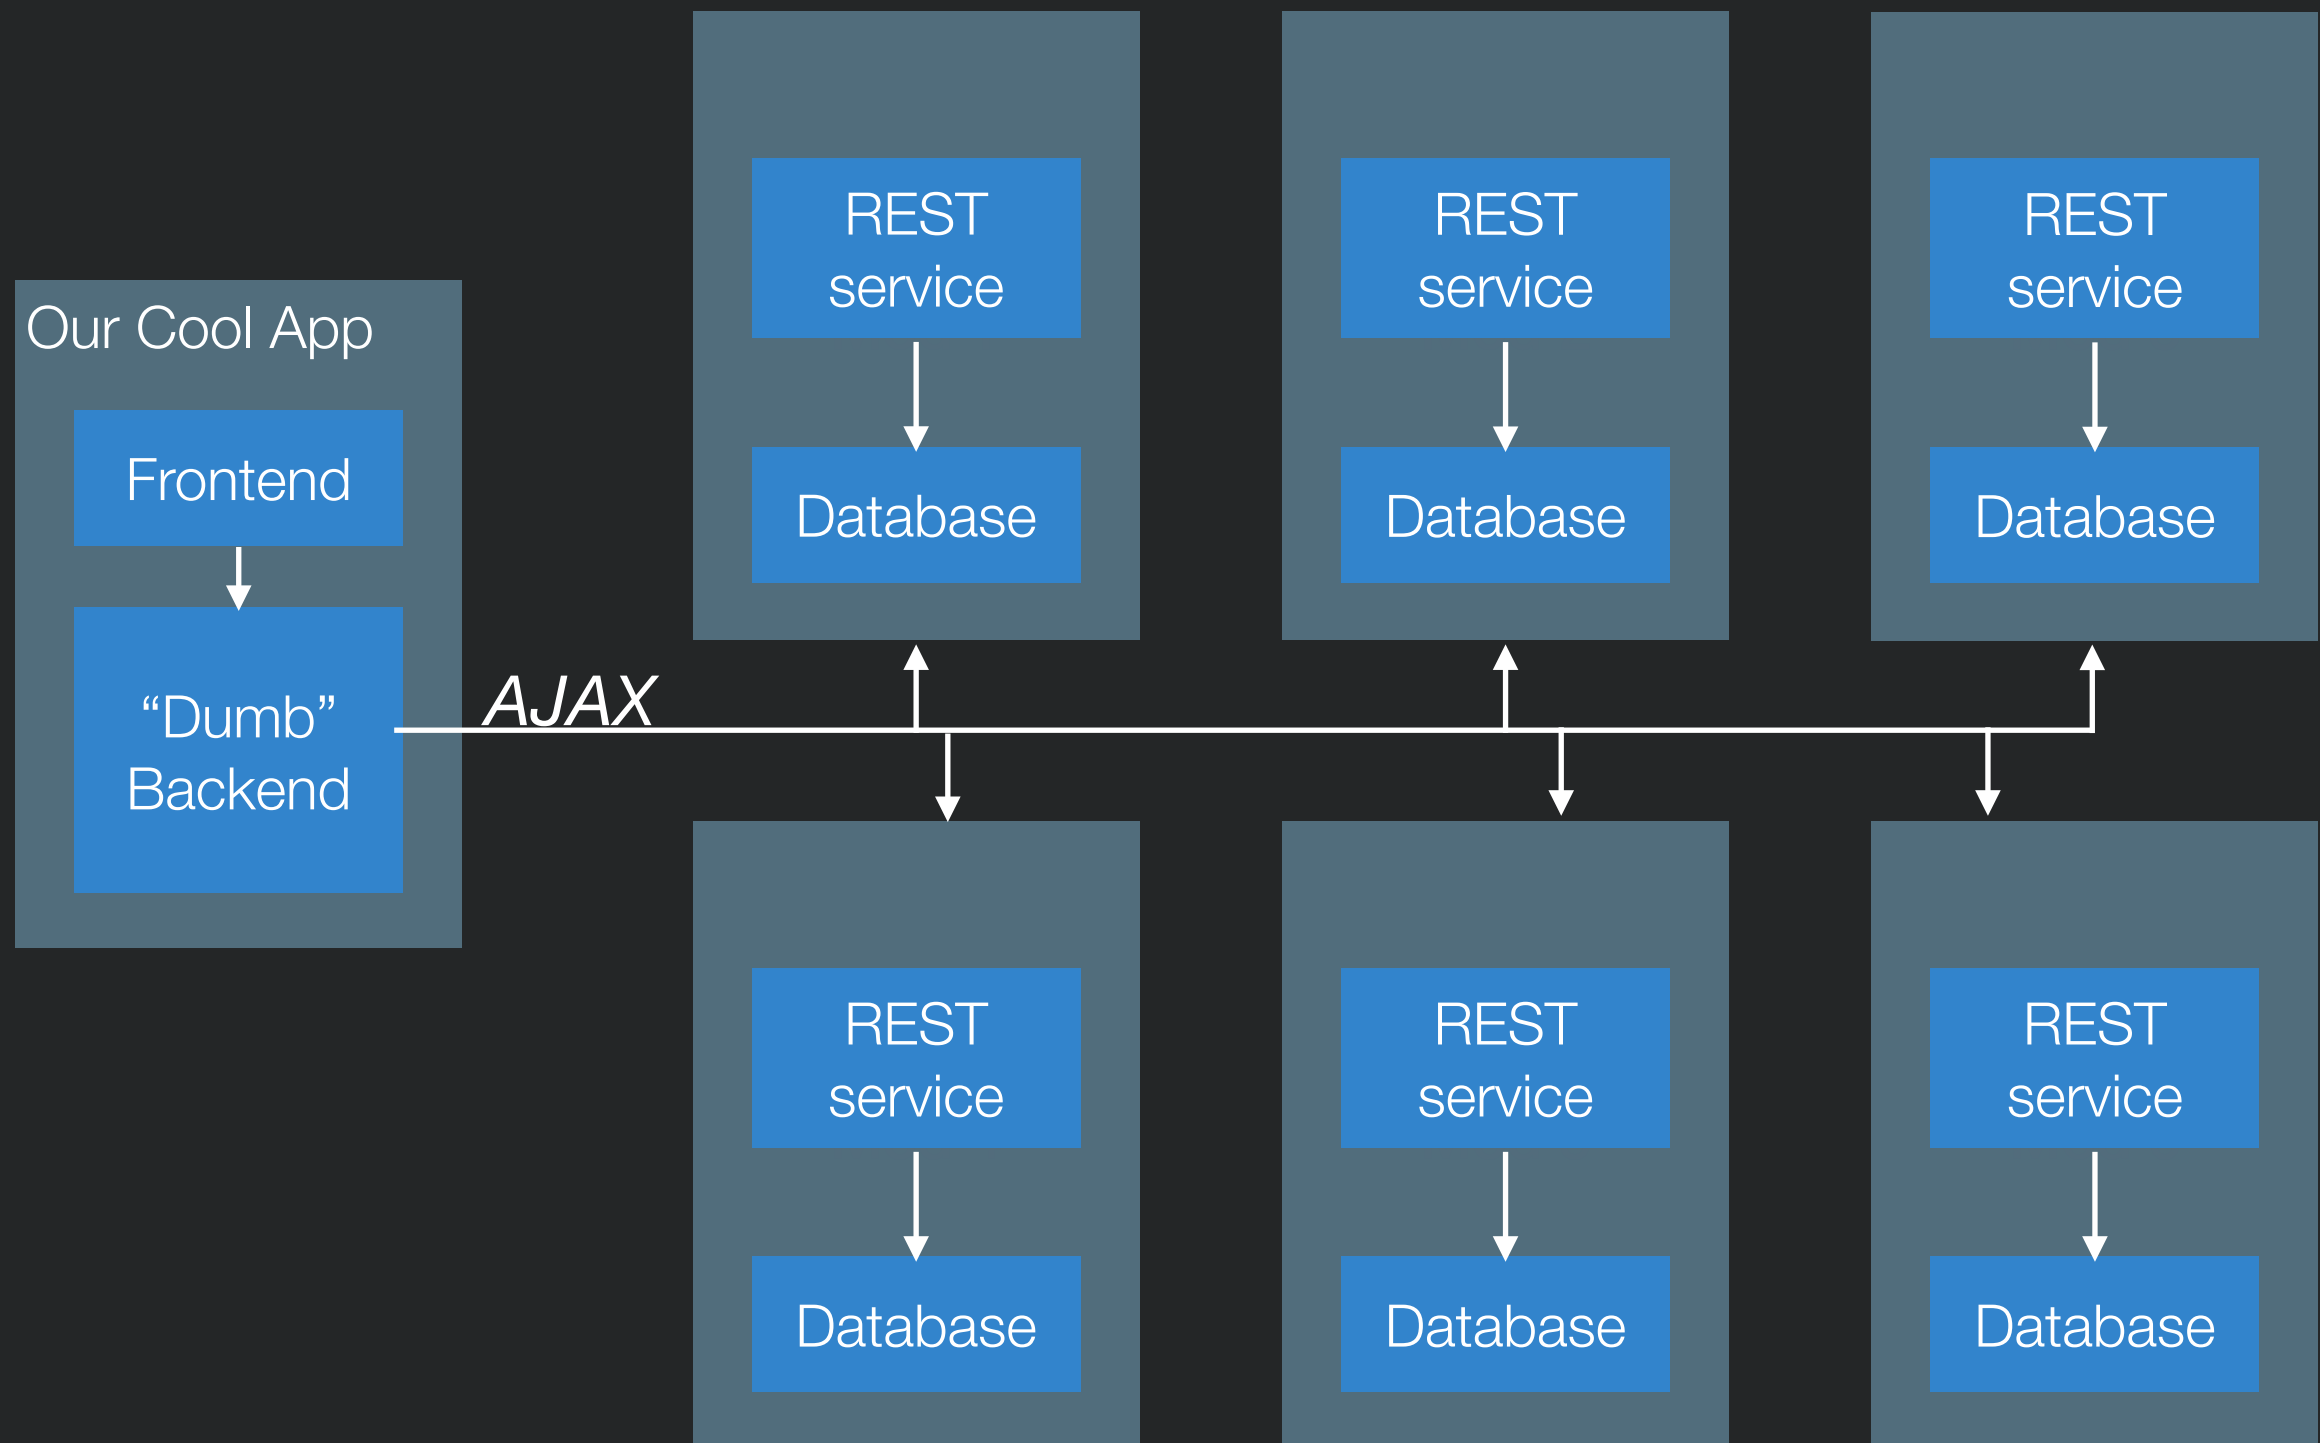 Our Cool App
Frontend
“Dumb”
Backend
AJAX
REST
service
Database
REST
service
Database
REST
service
Database
REST
service
Database
REST
service
Database
REST
service
Database